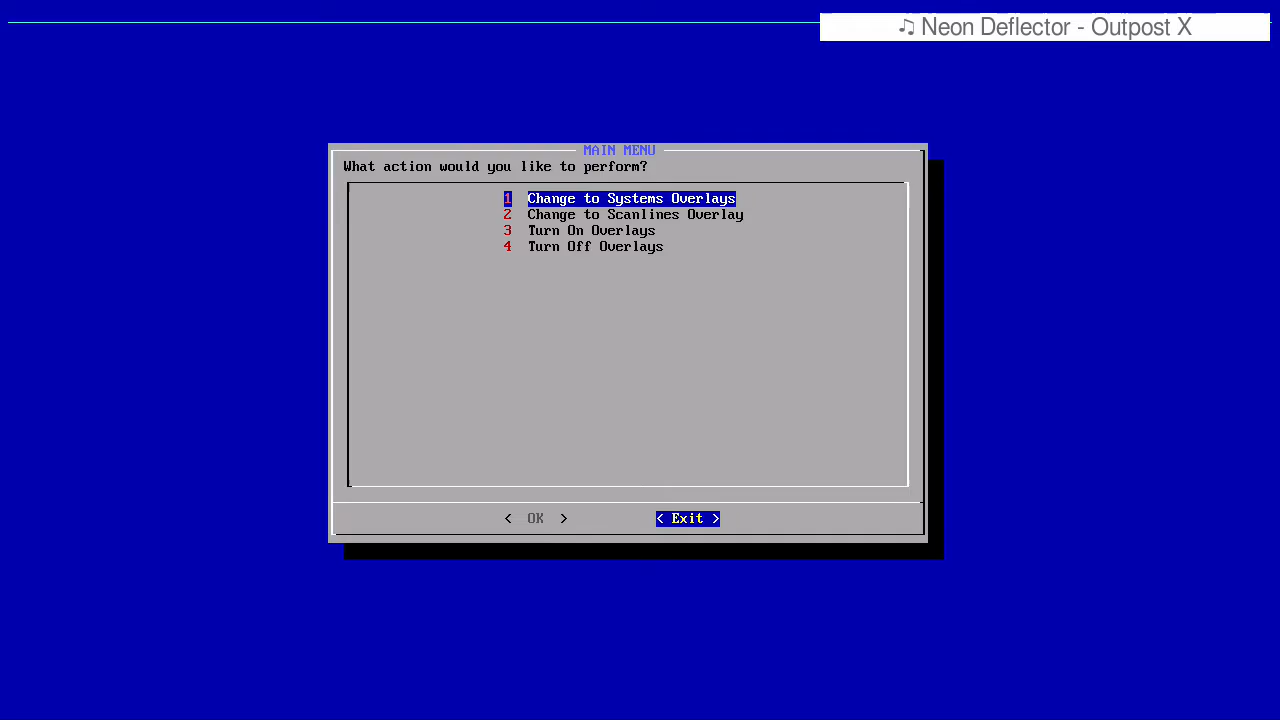 ♫ Neon Deflector - Outpost X
MAIN MENU
What action would you like to perform?
1 Change to Systems Overlays
2 Change to Scanlines Overlay
3 Turn On Overlays
4 Turn Off Overlays
< OK > < Exit >